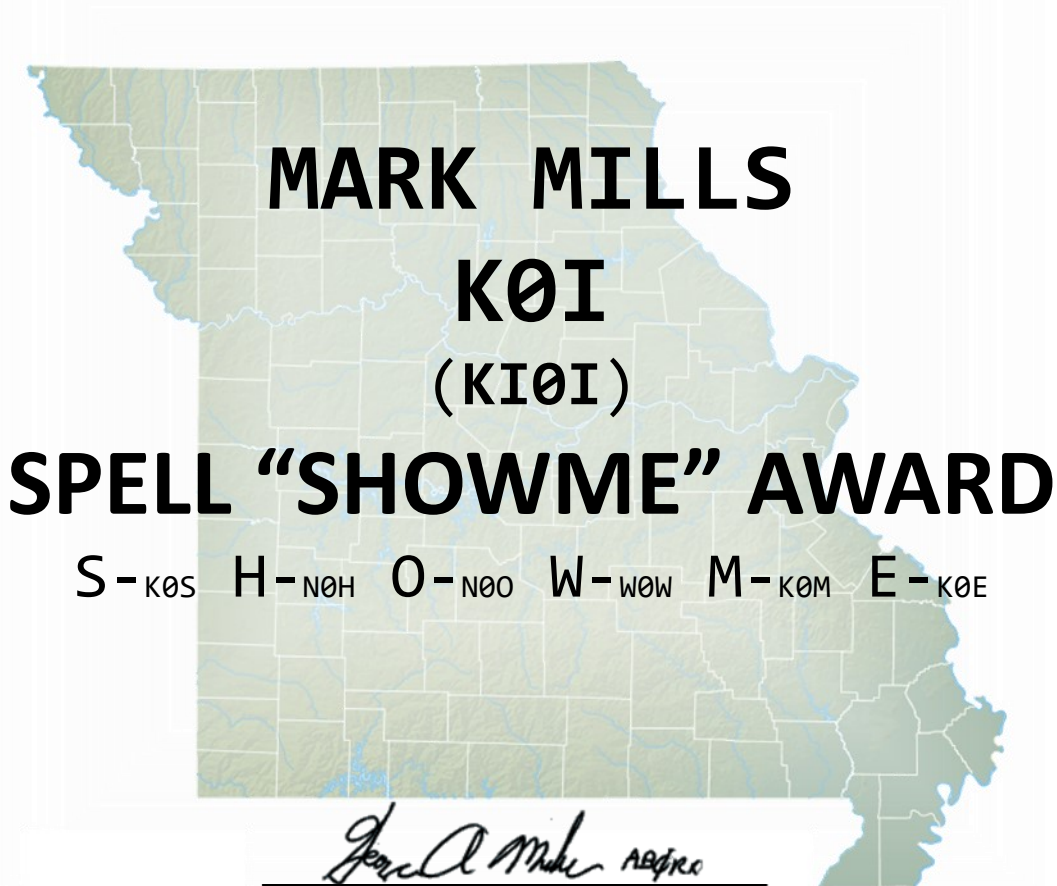 MARK MILLS
K0I
(KI0I)
SPELL “SHOWME” AWARD
S-K0S H-N0H O-N0O W-W0W M-K0M E-K0E